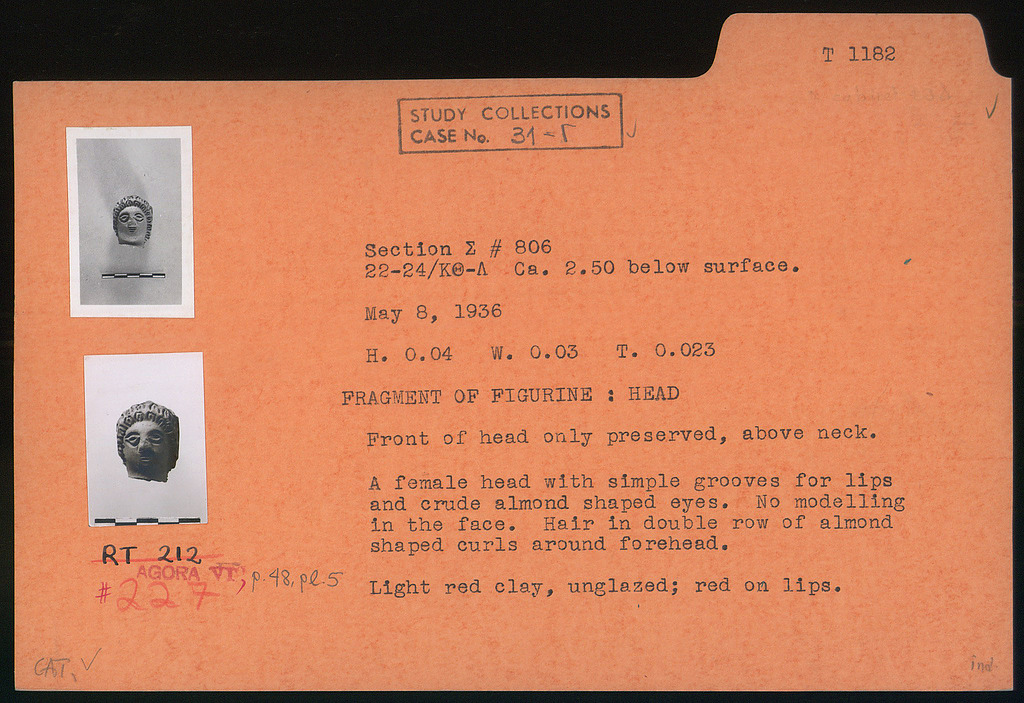 T 1182
STUDY COLLECTIONS
CASE No. 31-Γ ✓
✓
Section Σ # 806
22-24/ΚΘ-Λ Ca. 2.50 below surface.
May 8, 1936
H. 0.04 W. 0.03 T. 0.023
FRAGMENT OF FIGURINE : HEAD
Front of head only preserved, above neck.
A female head with simple grooves for lips
and crude almond shaped eyes. No modelling
in the face. Hair in double row of almond
shaped curls around forehead.
Light red clay, unglazed; red on lips.
RT 212
AGORA VI, p. 48, pl. 5
# 227
CAT. ✓
ind.